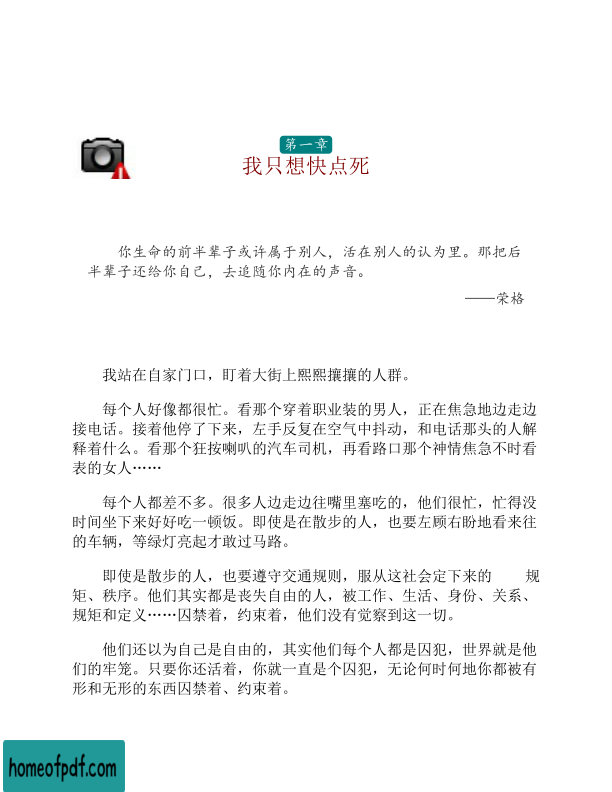 第一章
我只想快点死
你生命的前半辈子或许属于别人，活在别人的认为里。那把后
半辈子还给你自己，去追随你内在的声音。
——荣格
我站在自家门口，盯着大街上熙熙攘攘的人群。
每个人好像都很忙。看那个穿着职业装的男人，正在焦急地边走边
接电话。接着他停了下来，左手反复在空气中抖动，和电话那头的人解
释着什么。看那个狂按喇叭的汽车司机，再看路口那个神情焦急不时看
表的女人……
每个人都差不多。很多人边走边往嘴里塞吃的，他们很忙，忙得没
时间坐下来好好吃一顿饭。即使是在散步的人，也要左顾右盼地看来往
的车辆，等绿灯亮起才敢过马路。
即使是散步的人，也要遵守交通规则，服从这社会定下来的 规
矩、秩序。他们其实都是丧失自由的人，被工作、生活、身份、关系、
规矩和定义……囚禁着，约束着，他们没有觉察到这一切。
他们还以为自己是自由的，其实他们每个人都是囚犯，世界就是他
们的牢笼。只要你还活着，你就一直是个囚犯，无论何时何地你都被有
形和无形的东西囚禁着、约束着。
homeofpdf.com